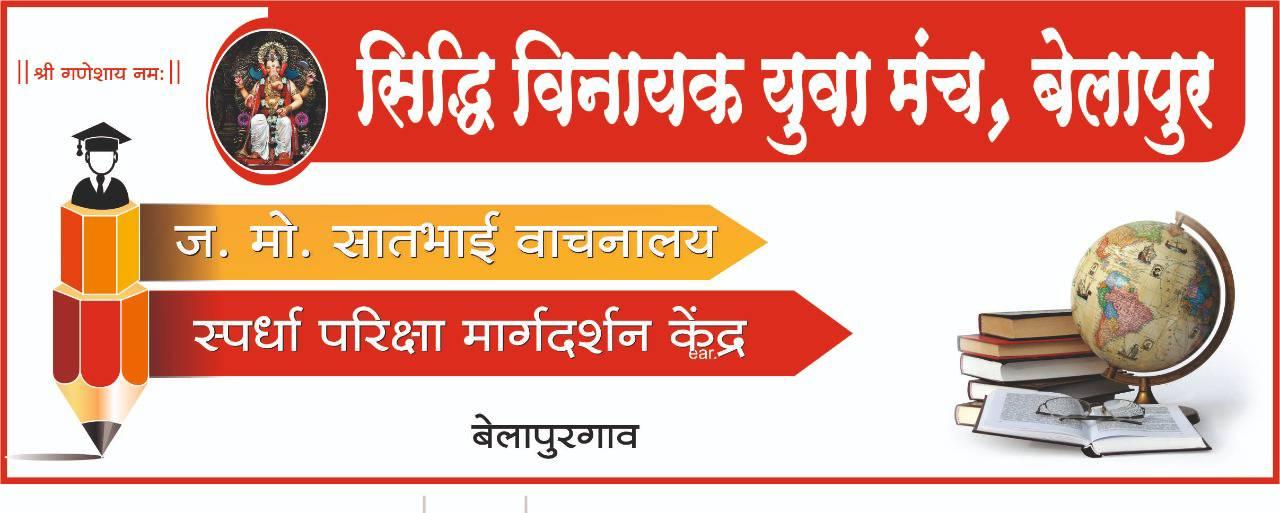 ||श्री गणेशाय नम:||
सिद्धि विनायक युवा मंच, बेलापुर
ज. मो. सातभाई वाचनालय
स्पर्धा परिक्षा मार्गदर्शन केंद्र
ear.
बेलापुरगाव